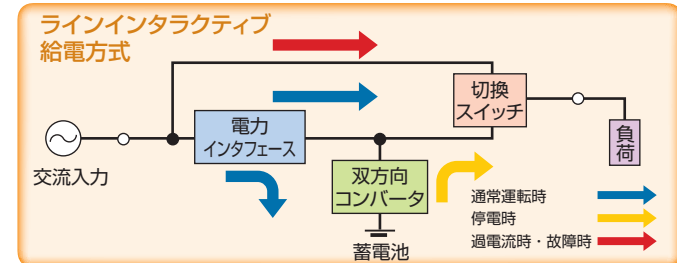 ラインインタラクティブ
給電方式
切換
スイッチ
電力
インタフェース
負荷
交流入力
双方向
コンバータ
蓄電池
通常運転時
停電時
過電流時・故障時